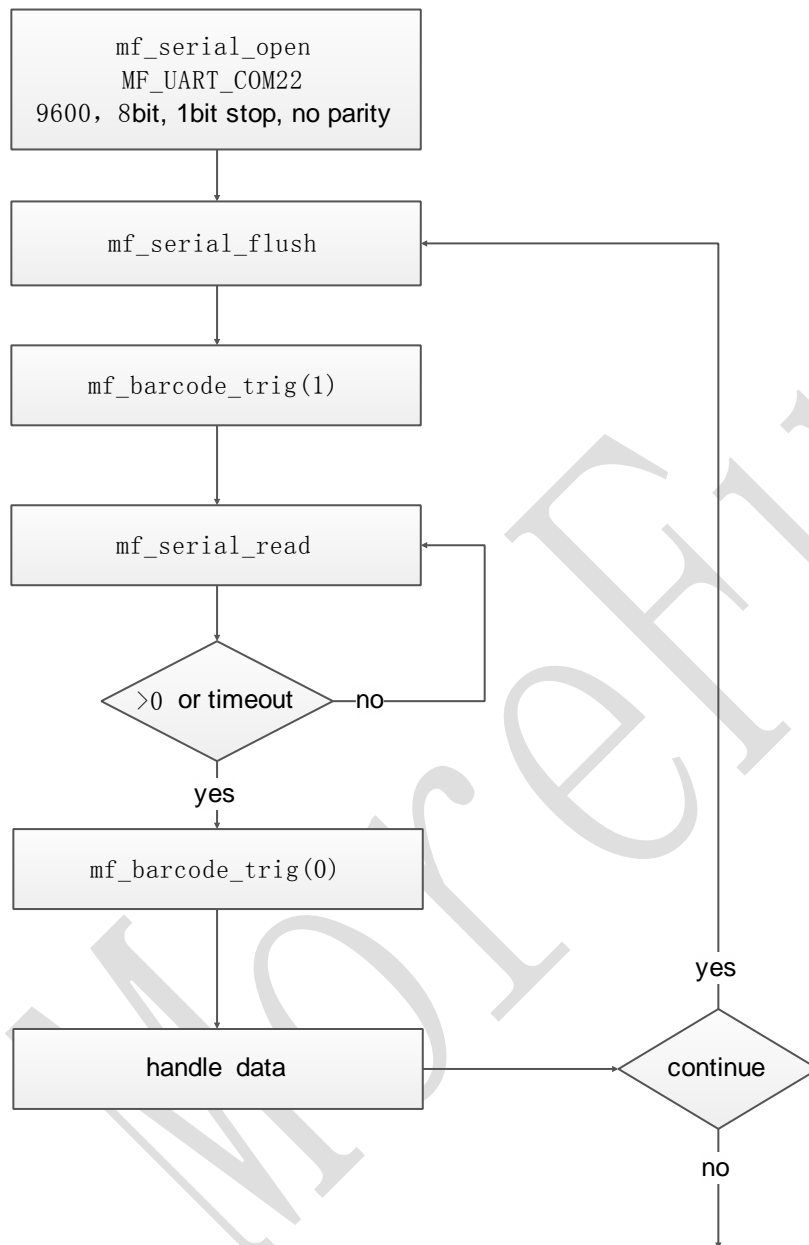 mf_serial_open
MF_UART_COM22
9600，8bit, 1bit stop, no parity
mf_serial_flush
mf_barcode_trig(1)
mf_serial_read
>0 or timeout
no
yes
mf_barcode_trig(0)
handle data
continue
yes
no
MoreFu